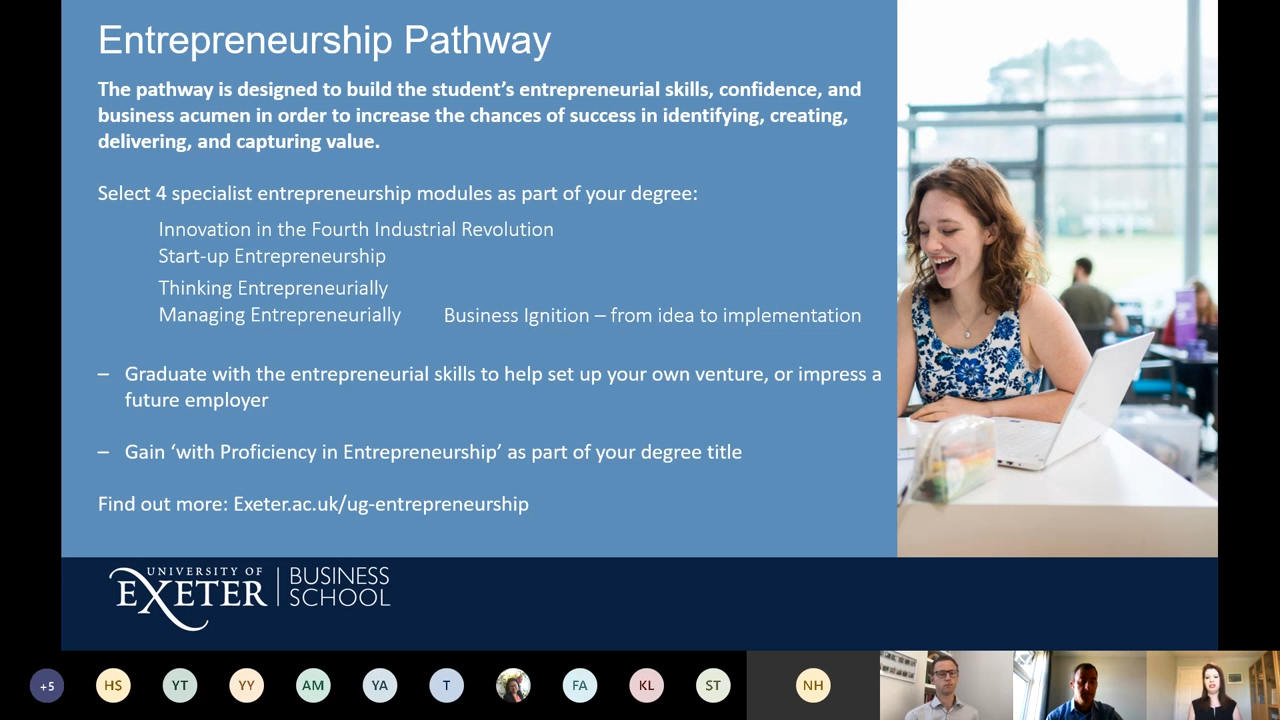 Entrepreneurship Pathway
The pathway is designed to build the student’s entrepreneurial skills, confidence, and
business acumen in order to increase the chances of success in identifying, creating,
delivering, and capturing value.
Select 4 specialist entrepreneurship modules as part of your degree:
Innovation in the Fourth Industrial Revolution
Start-up Entrepreneurship
Thinking Entrepreneurially
Managing Entrepreneurially Business Ignition – from idea to implementation
– Graduate with the entrepreneurial skills to help set up your own venture, or impress a
future employer
– Gain ‘with Proficiency in Entrepreneurship’ as part of your degree title
Find out more: Exeter.ac.uk/ug-entrepreneurship
UNIVERSITY OF
EXETER
BUSINESS
SCHOOL
+5 HS YT YY AM YA T FA KL ST NH